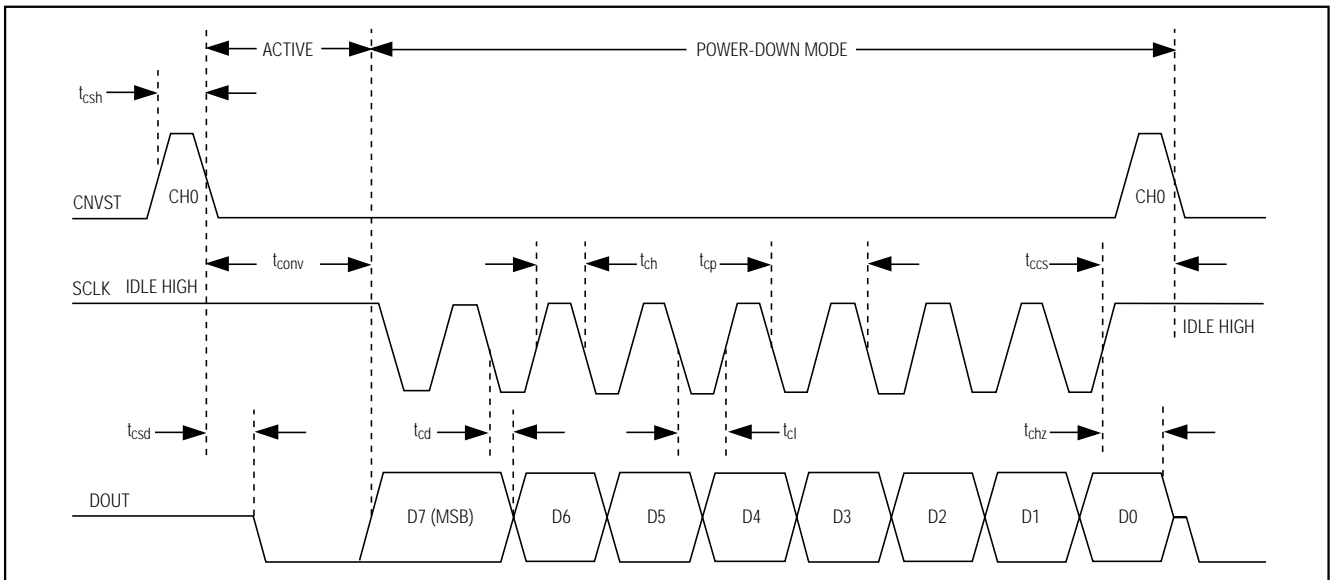 ACTIVE POWER-DOWN MODE
tcsh
CNVST CH0 CH0
tconv tch tcp tccs
SCLK IDLE HIGH
IDLE HIGH
tcsd tcd tcl tchz
DOUT
D7 (MSB) D6 D5 D4 D3 D2 D1 D0